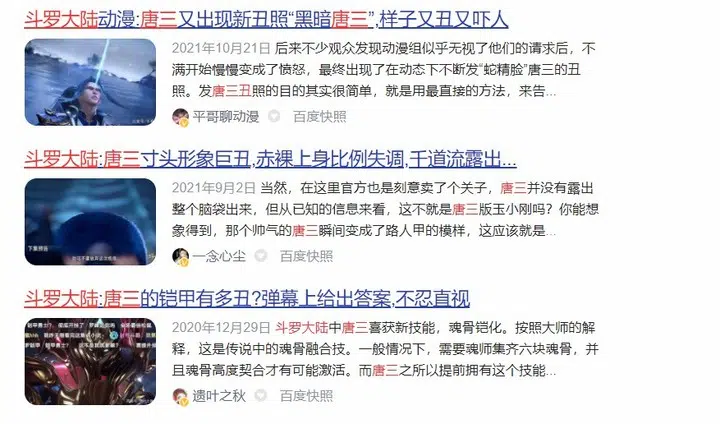 斗罗大陆动漫:唐三又出现新丑照“黑暗唐三”,样子又丑又吓人
2021年10月21日 后来不少观众发现动漫组似乎无视了他们的请求后，不
满开始慢慢变成了愤怒，最终出现了在动态下不断发“蛇精脸”唐三的丑
照。发唐三丑照的目的其实很简单，就是用最直接的方法，来告...
平哥聊动漫 百度快照
斗罗大陆:唐三寸头形象巨丑,赤裸上身比例失调,千道流露出...
2021年9月2日 当然，在这里官方也是刻意卖了个关子，唐三并没有露出
整个脑袋出来，但从已知的信息来看，这不就是唐三版玉小刚吗？你能想
象得到，那个帅气的唐三瞬间变成了路人甲的模样，这应该就是...
下集预告
一念心尘 百度快照
斗罗大陆:唐三的铠甲有多丑?弹幕上给出答案,不忍直视
2020年12月29日 斗罗大陆中唐三喜获新技能，魂骨铠化。按照大师的解
释，这是传说中的魂骨融合技。一般情况下，需要魂师集齐六块魂骨，并
且魂骨高度契合才有可能激活。而唐三之所以提前拥有这个技能...
遗叶之秋 百度快照